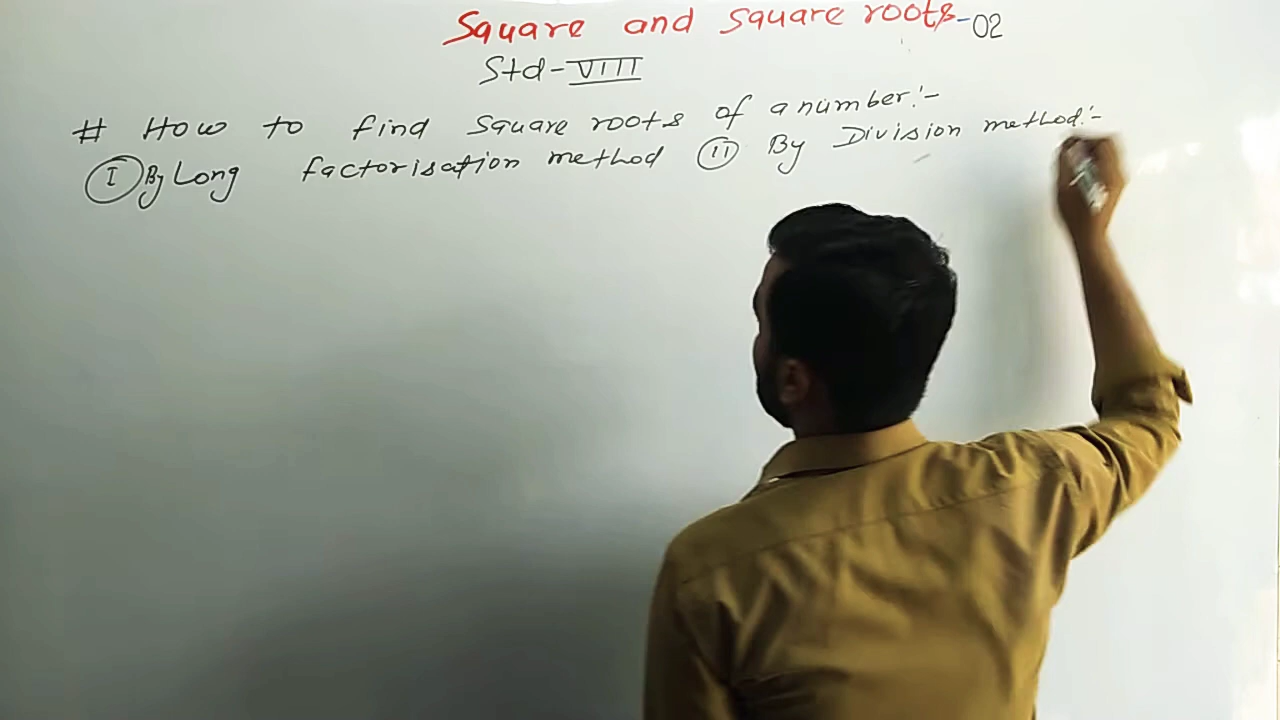 Square and square roots-02
Std-VIII
# How to find square roots of a number:-
(I) By Long factorisation method (II) By Division method:-